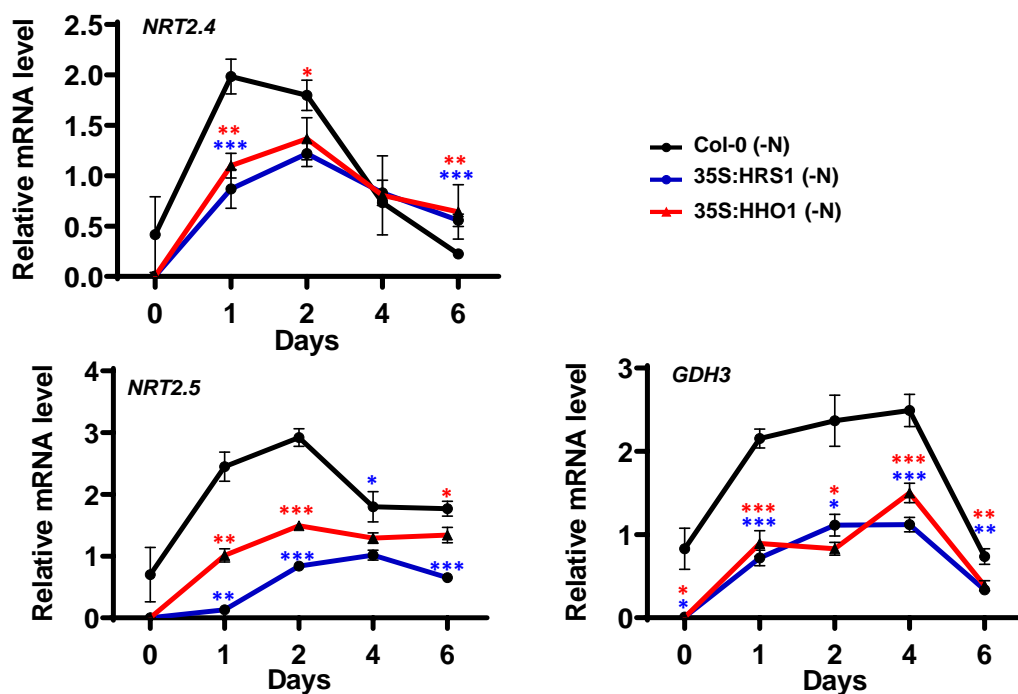 NRT2.4
Relative mRNA level
2.5
2.0
1.5
1.0
0.5
0.0
*
**
***
**
***
0 1 2 4 6
Days
Col-0 (-N)
35S:HRS1 (-N)
35S:HHO1 (-N)
NRT2.5
Relative mRNA level
4
3
2
1
0
**
**
***
***
*
*
***
0 1 2 4 6
Days
GDH3
Relative mRNA level
3
2
1
0
*
*
***
***
*
*
***
***
**
**
0 1 2 4 6
Days